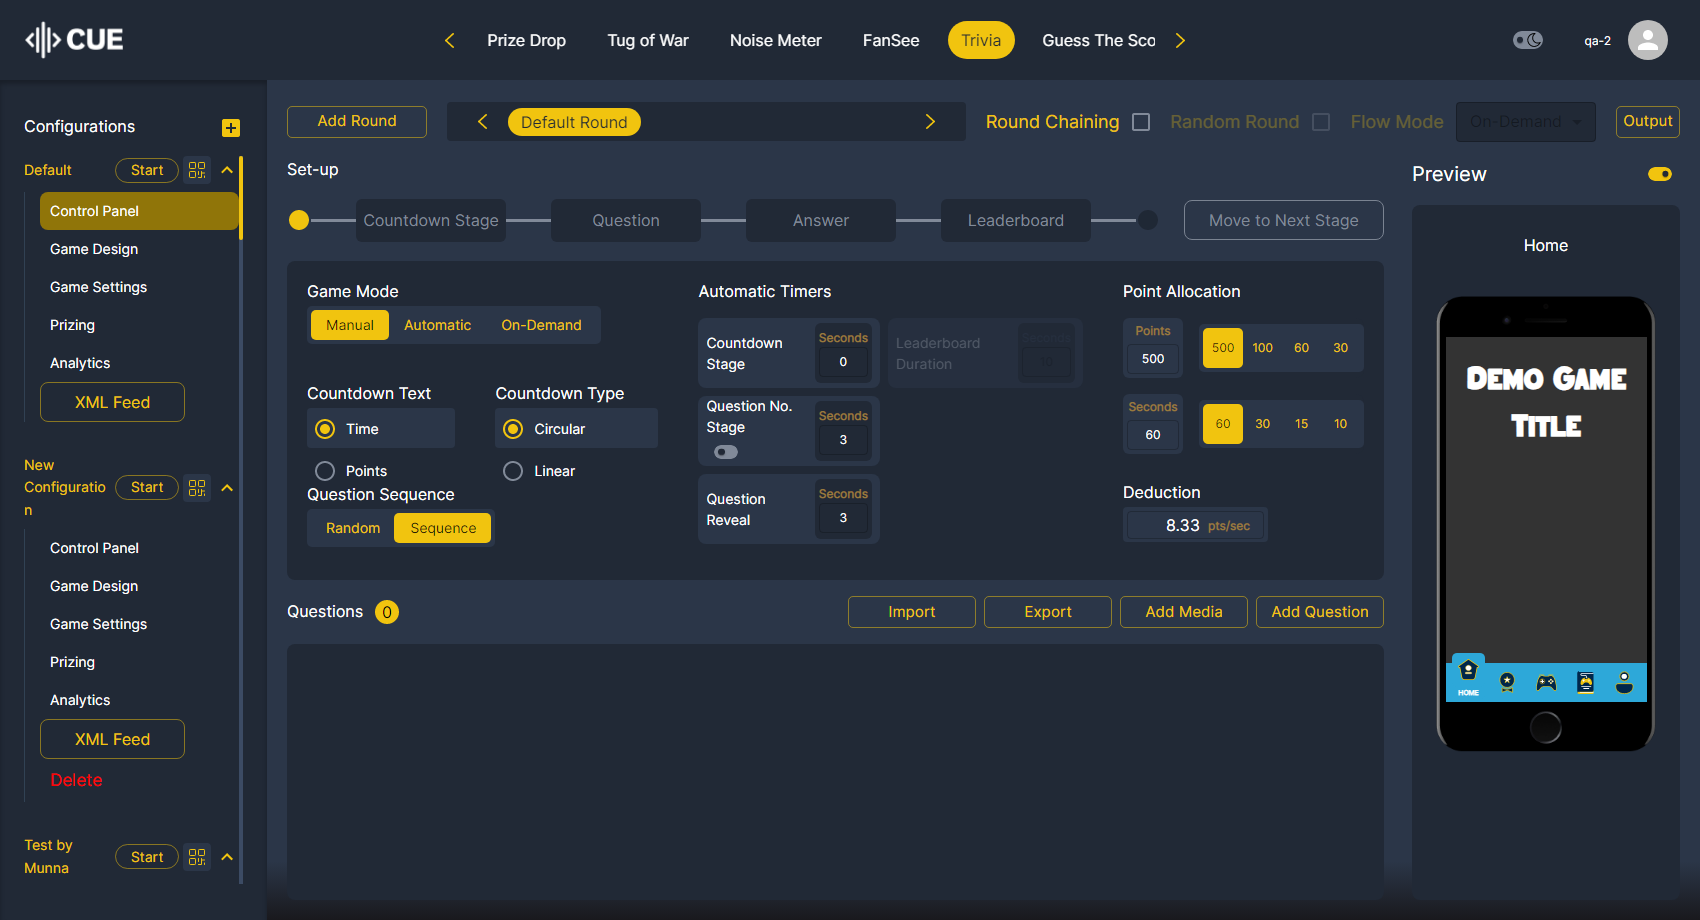 CUE
Prize Drop
Tug of War
Noise Meter
FanSee
Trivia
Guess The Sco
qa-2
Configurations
Default
Start
Control Panel
Game Design
Game Settings
Prizing
Analytics
XML Feed
New
Configuratio
n
Start
Control Panel
Game Design
Game Settings
Prizing
Analytics
XML Feed
Delete
Test by
Munna
Start
Add Round
Default Round
Round Chaining
Random Round
Flow Mode
On-Demand
Output
Set-up
Countdown Stage
Question
Answer
Leaderboard
Move to Next Stage
Game Mode
Manual
Automatic
On-Demand
Countdown Text
Time
Points
Countdown Type
Circular
Linear
Question Sequence
Random
Sequence
Automatic Timers
Countdown
Stage
Seconds
0
Leaderboard
Duration
Seconds
10
Question No.
Stage
Seconds
3
Question
Reveal
Seconds
3
Point Allocation
Points
500
500
100
60
30
Seconds
60
60
30
15
10
Deduction
8.33 pts/sec
Questions
0
Import
Export
Add Media
Add Question
Preview
Home
DEMO GAME
TITLE
HOME